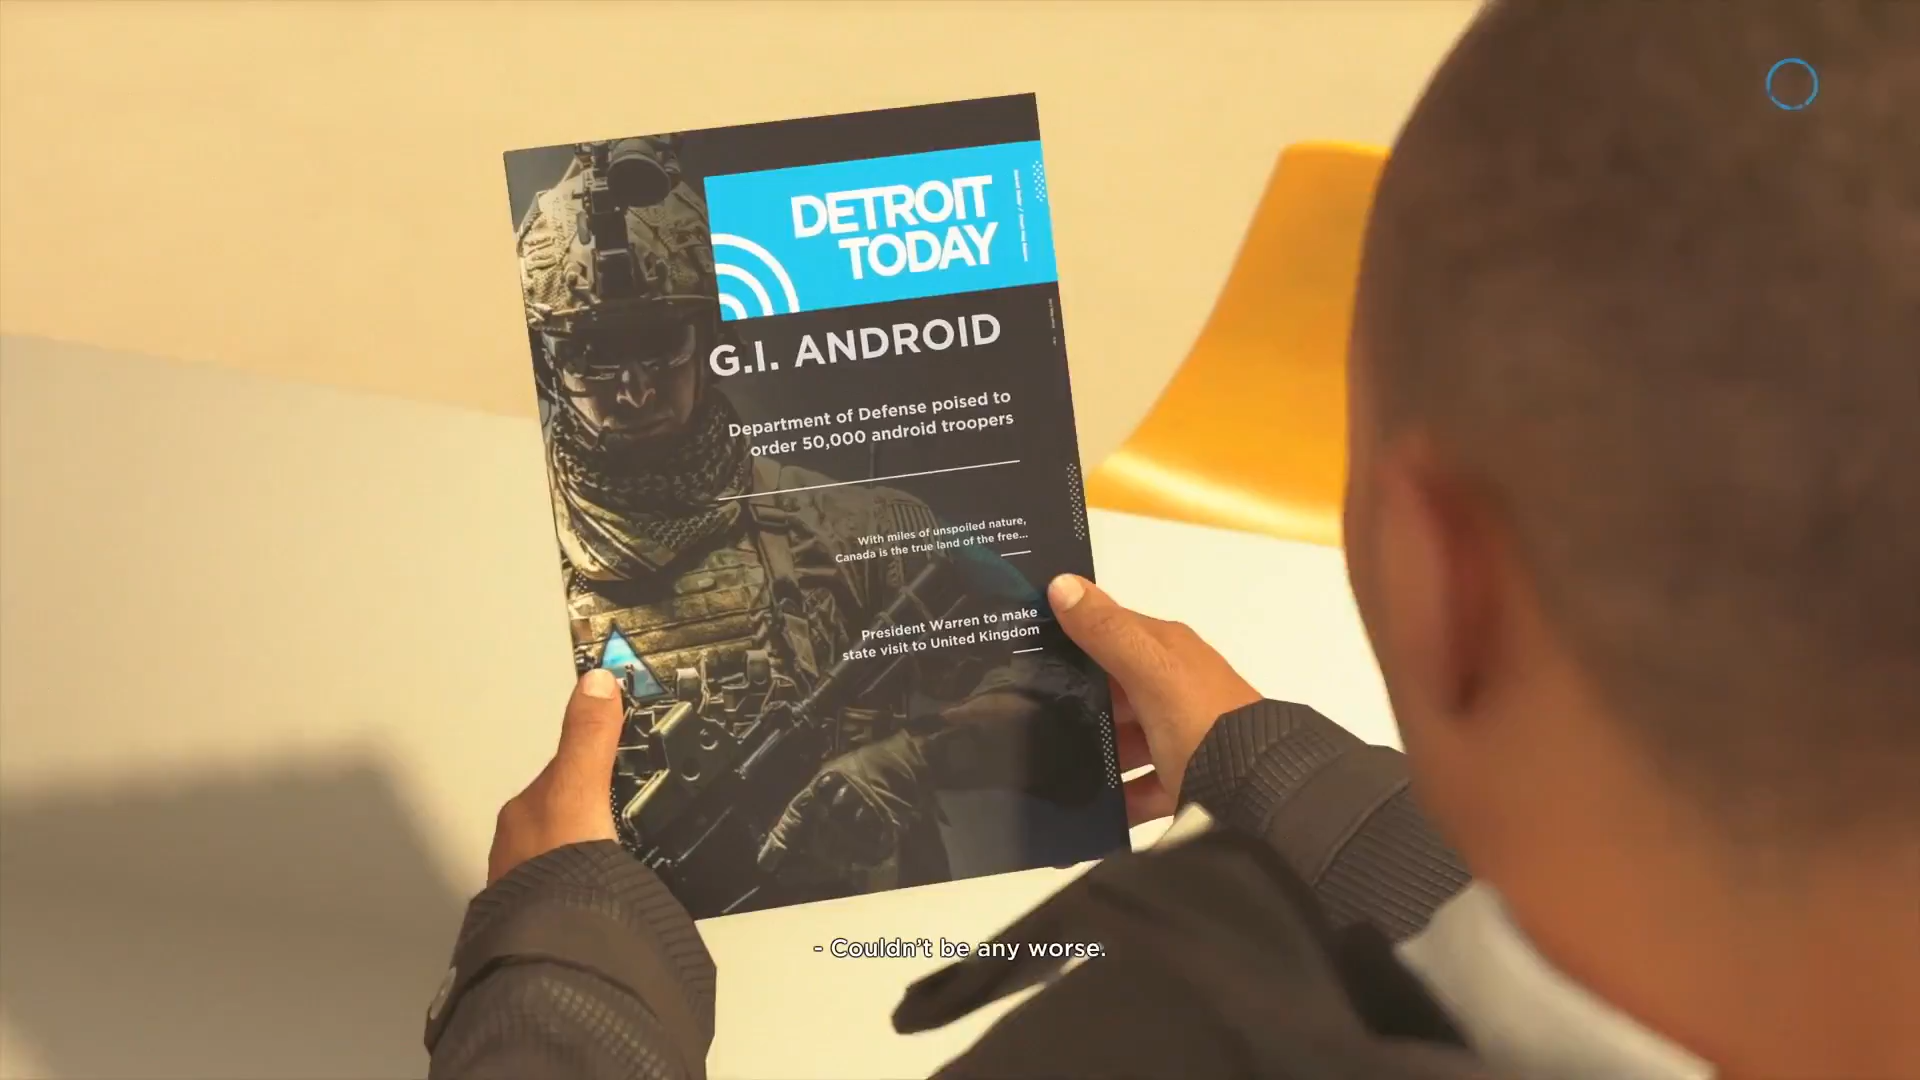 DETROIT
TODAY
G.I. ANDROID
Department of Defense poised to
order 50,000 android troopers
With miles of unspoiled nature,
Canada is the true land of the free...
President Warren to make
state visit to United Kingdom
- Couldn't be any worse.